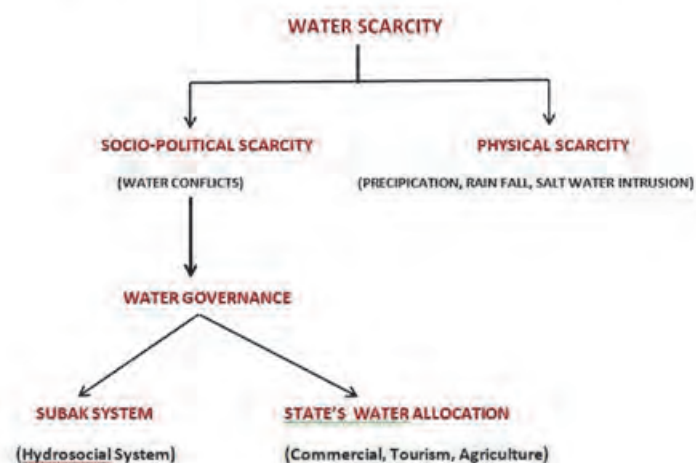 WATER SCARCITY
SOCIO-POLITICAL SCARCITY
PHYSICAL SCARCITY
(WATER CONFLICTS)
(PRECIPICATION, RAIN FALL, SALT WATER INTRUSION)
WATER GOVERNANCE
SUBAK SYSTEM
STATE'S WATER ALLOCATION
(Hydrosocial System)
(Commercial, Tourism, Agriculture)